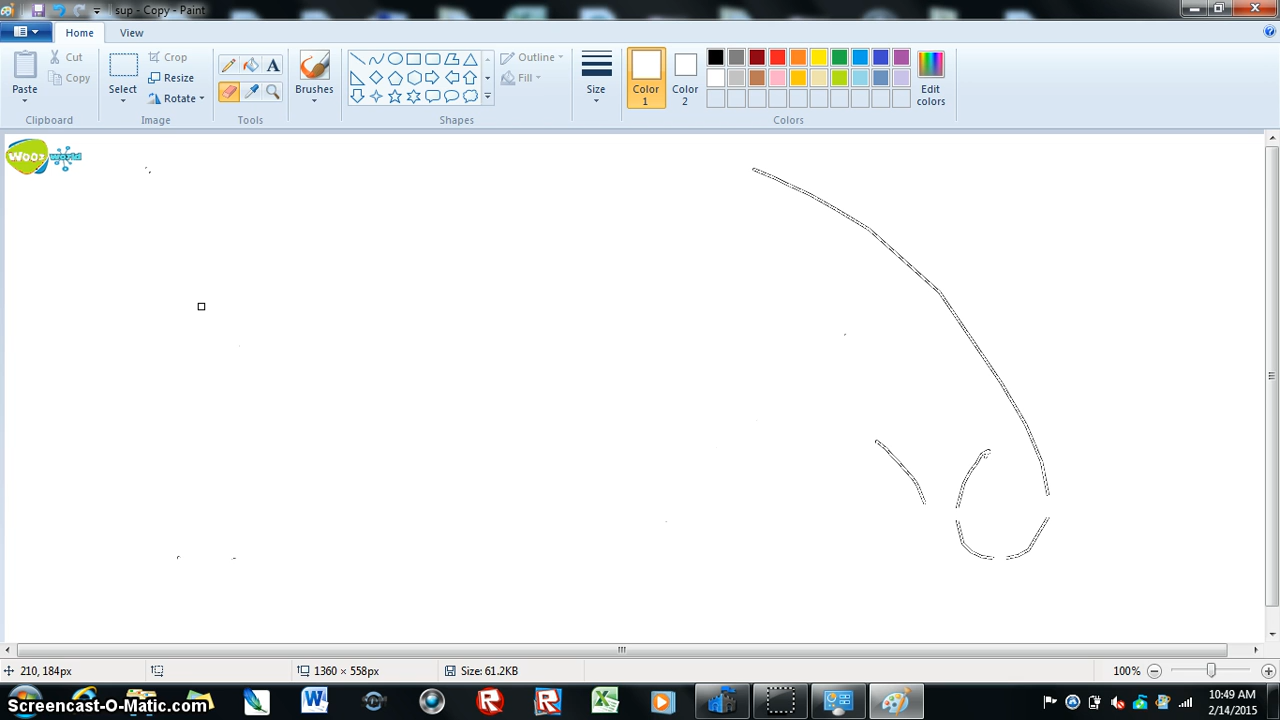 sup - Copy - Paint
Home
View
Paste
Cut
Copy
Clipboard
Select
Crop
Resize
Rotate
Image
Tools
Brushes
Outline
Fill
Shapes
Size
Color 1
Color 2
Edit colors
Colors
Wooz world
210, 184px
1360 × 558px
Size: 61.2KB
100%
10:49 AM
2/14/2015
Screencast-O-Matic.com